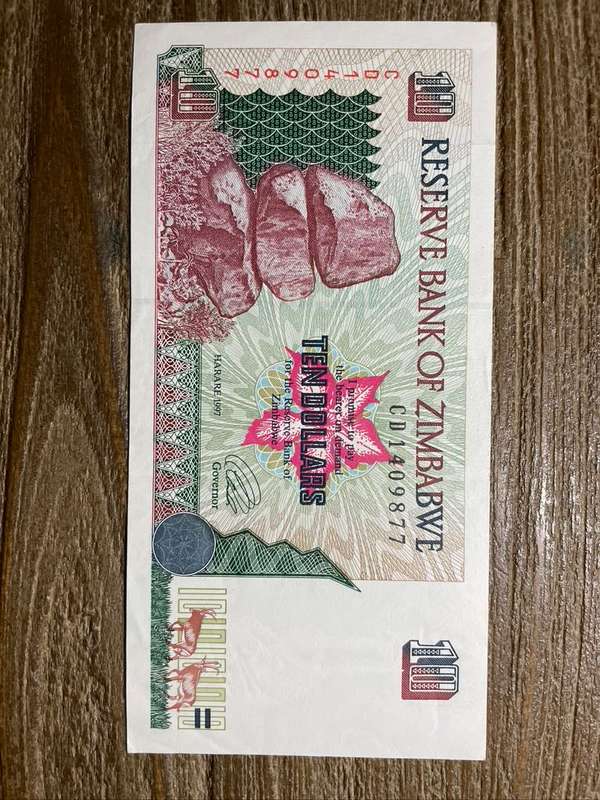 10
RESERVE BANK OF ZIMBABWE
CD1409877
CD1409877
I promise to pay
the bearer on demand
TEN DOLLARS
for the Reserve Bank of
Zimbabwe
HARARE 1997
Governor
10
10